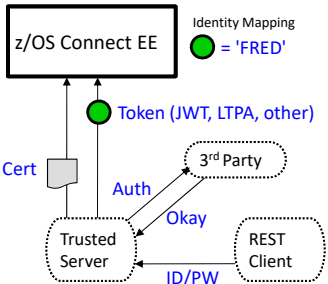 Identity Mapping
z/OS Connect EE
= 'FRED'
Token (JWT, LTPA, other)
3rd Party
Cert
Auth
Okay
Trusted
Server
REST
Client
ID/PW